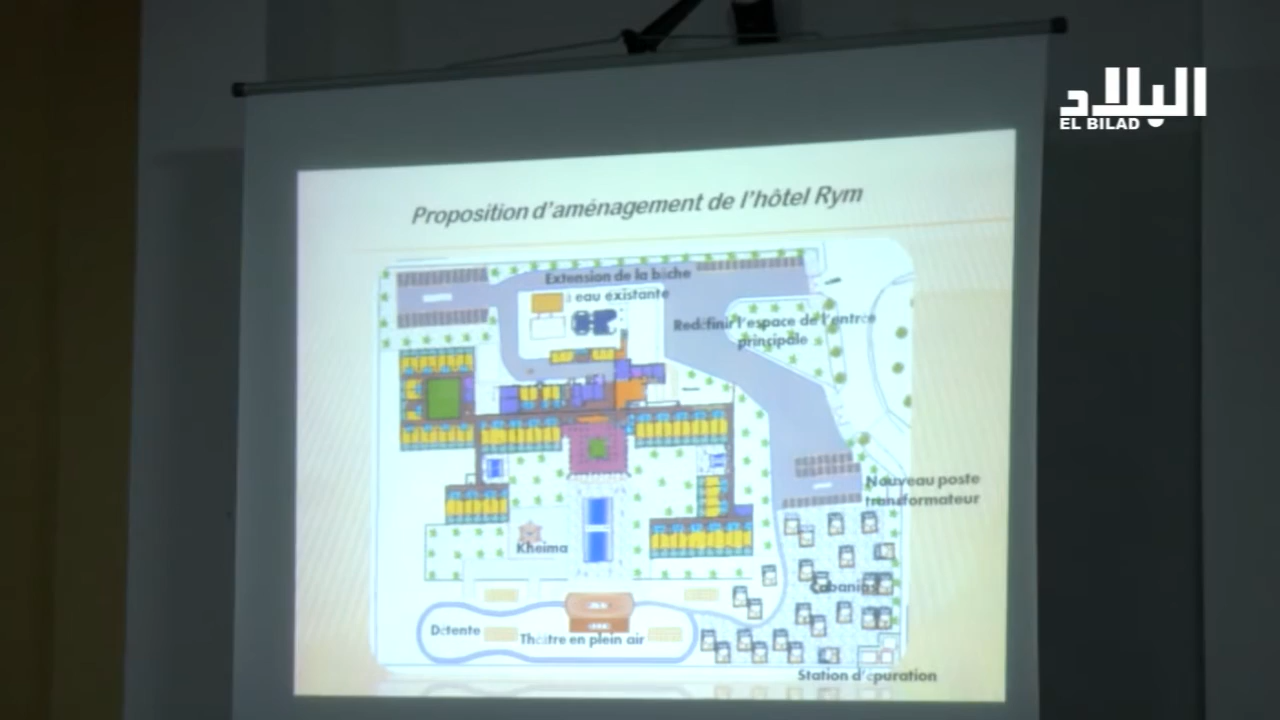 البلاد
EL BILAD
Proposition d'aménagement de l'hôtel Rym
Extension de la bâche
à eau éxistante
Redéfinir l'espace de l'entrée
principale
Nouveau poste
transformateur
Kheima
Cabanias
Détente
Théâtre en plein air
Station d'épuration